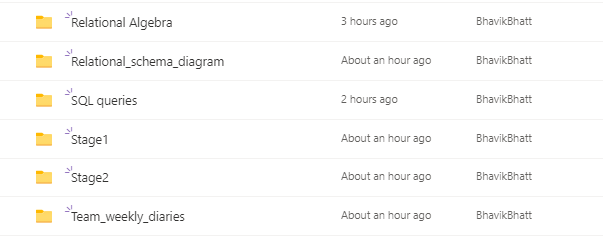 Relational Algebra 3 hours ago BhavikBhatt
Relational_schema_diagram About an hour ago BhavikBhatt
SQL queries 2 hours ago BhavikBhatt
Stage1 About an hour ago BhavikBhatt
Stage2 About an hour ago BhavikBhatt
Team_weekly_diaries About an hour ago BhavikBhatt